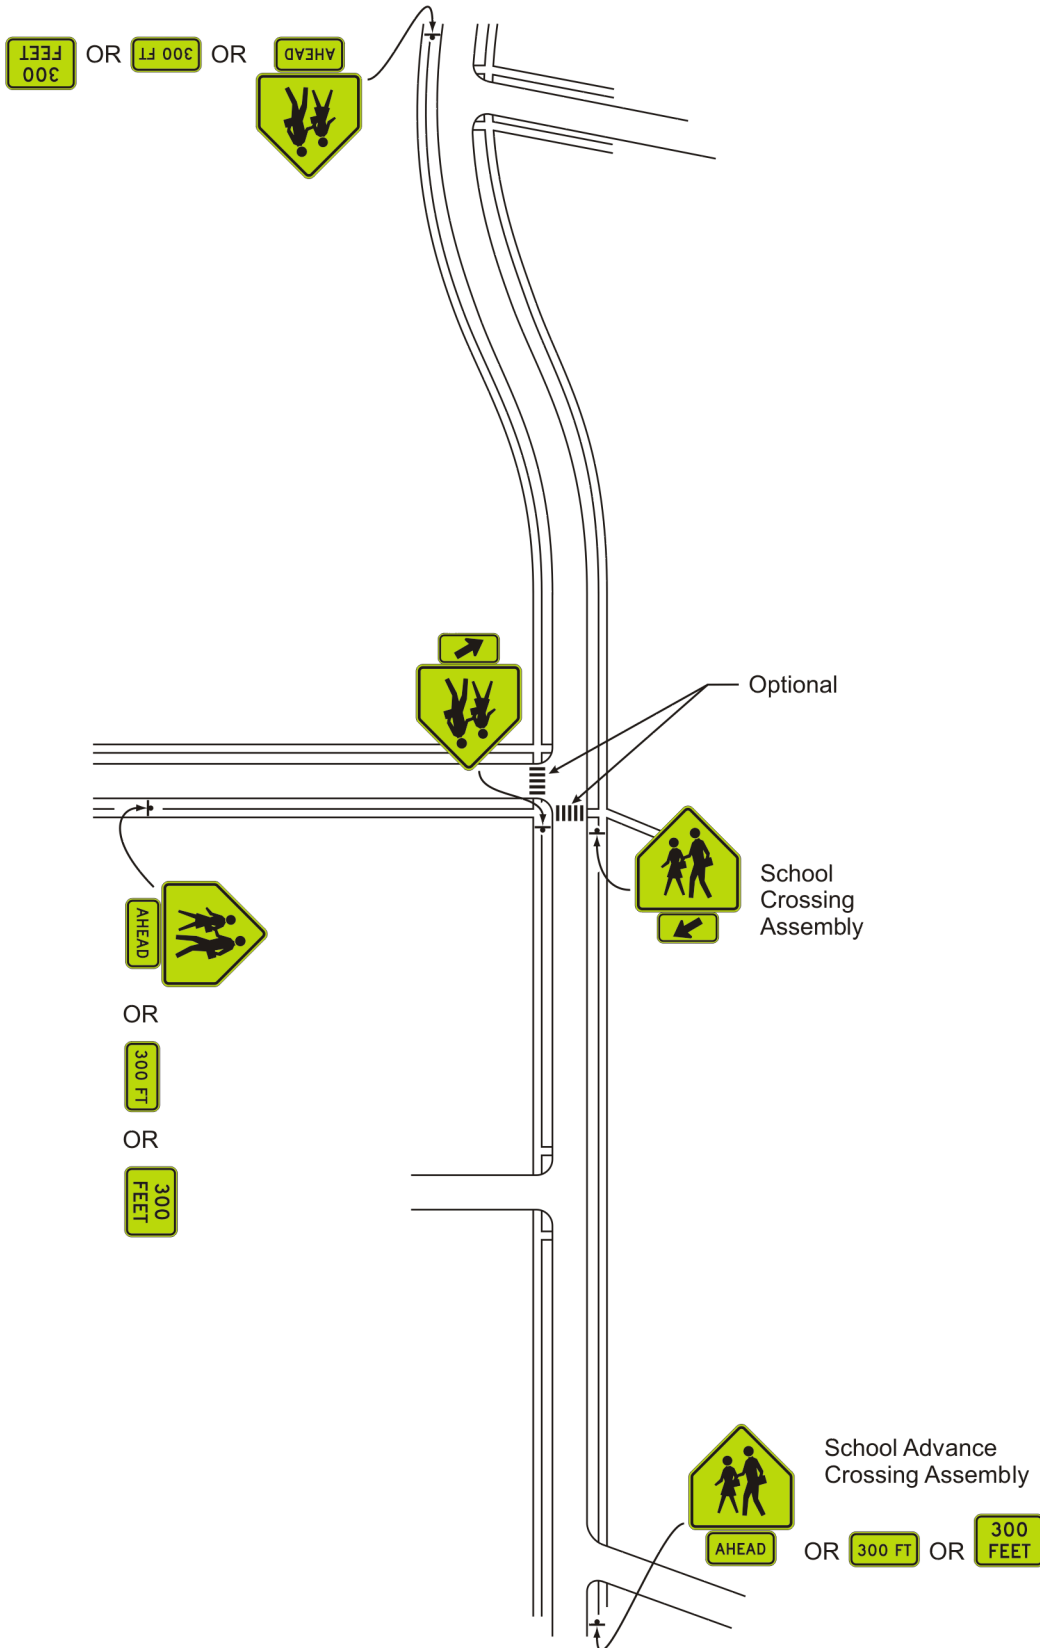 300
FEET
OR
300 FT
OR
AHEAD
Optional
School
Crossing
Assembly
AHEAD
OR
300 FT
OR
300
FEET
School Advance
Crossing Assembly
AHEAD
OR
300 FT
OR
300
FEET